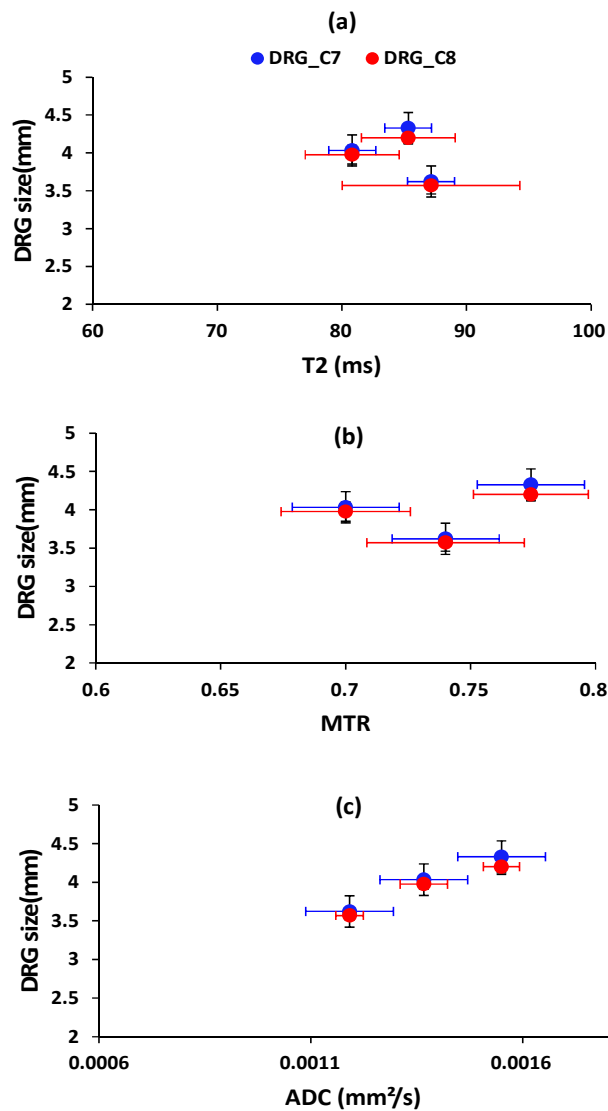 (a)
DRG_C7 DRG_C8
5
4.5
4
3.5
3
2.5
2
DRG size(mm)
60 70 80 90 100
T2 (ms)
(b)
5
4.5
4
3.5
3
2.5
2
DRG size(mm)
0.6 0.65 0.7 0.75 0.8
MTR
(c)
5
4.5
4
3.5
3
2.5
2
DRG size(mm)
0.0006 0.0011 0.0016
ADC (mm²/s)